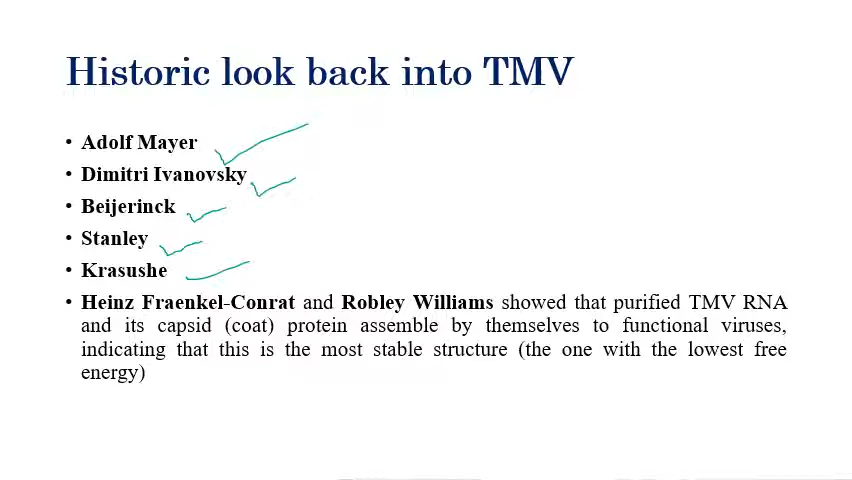 Historic look back into TMV
• Adolf Mayer
• Dimitri Ivanovsky
• Beijerinck
• Stanley
• Krasushe
• Heinz Fraenkel-Conrat and Robley Williams showed that purified TMV RNA
and its capsid (coat) protein assemble by themselves to functional viruses,
indicating that this is the most stable structure (the one with the lowest free
energy)